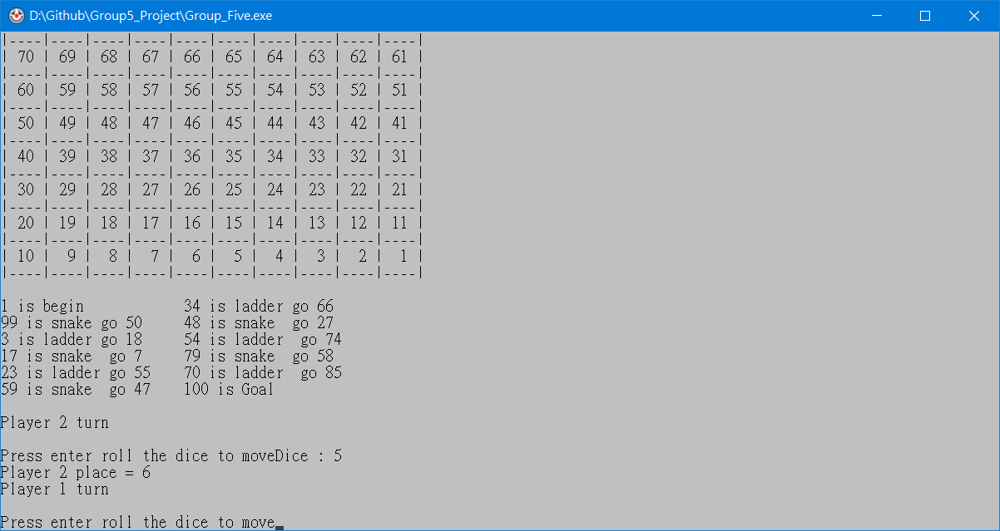 D:\Github\Group5_Project\Group_Five.exe
|----|----|----|----|----|----|----|----|----|----|
| 70 | 69 | 68 | 67 | 66 | 65 | 64 | 63 | 62 | 61 |
|----|----|----|----|----|----|----|----|----|----|
| 60 | 59 | 58 | 57 | 56 | 55 | 54 | 53 | 52 | 51 |
|----|----|----|----|----|----|----|----|----|----|
| 50 | 49 | 48 | 47 | 46 | 45 | 44 | 43 | 42 | 41 |
|----|----|----|----|----|----|----|----|----|----|
| 40 | 39 | 38 | 37 | 36 | 35 | 34 | 33 | 32 | 31 |
|----|----|----|----|----|----|----|----|----|----|
| 30 | 29 | 28 | 27 | 26 | 25 | 24 | 23 | 22 | 21 |
|----|----|----|----|----|----|----|----|----|----|
| 20 | 19 | 18 | 17 | 16 | 15 | 14 | 13 | 12 | 11 |
|----|----|----|----|----|----|----|----|----|----|
| 10 |  9 |  8 |  7 |  6 |  5 |  4 |  3 |  2 |  1 |
|----|----|----|----|----|----|----|----|----|----|
1 is begin            34 is ladder go 66
99 is snake go 50     48 is snake  go 27
3 is ladder go 18     54 is ladder  go 74
17 is snake  go 7     79 is snake  go 58
23 is ladder go 55    70 is ladder  go 85
59 is snake  go 47    100 is Goal
Player 2 turn
Press enter roll the dice to moveDice : 5
Player 2 place = 6
Player 1 turn
Press enter roll the dice to move